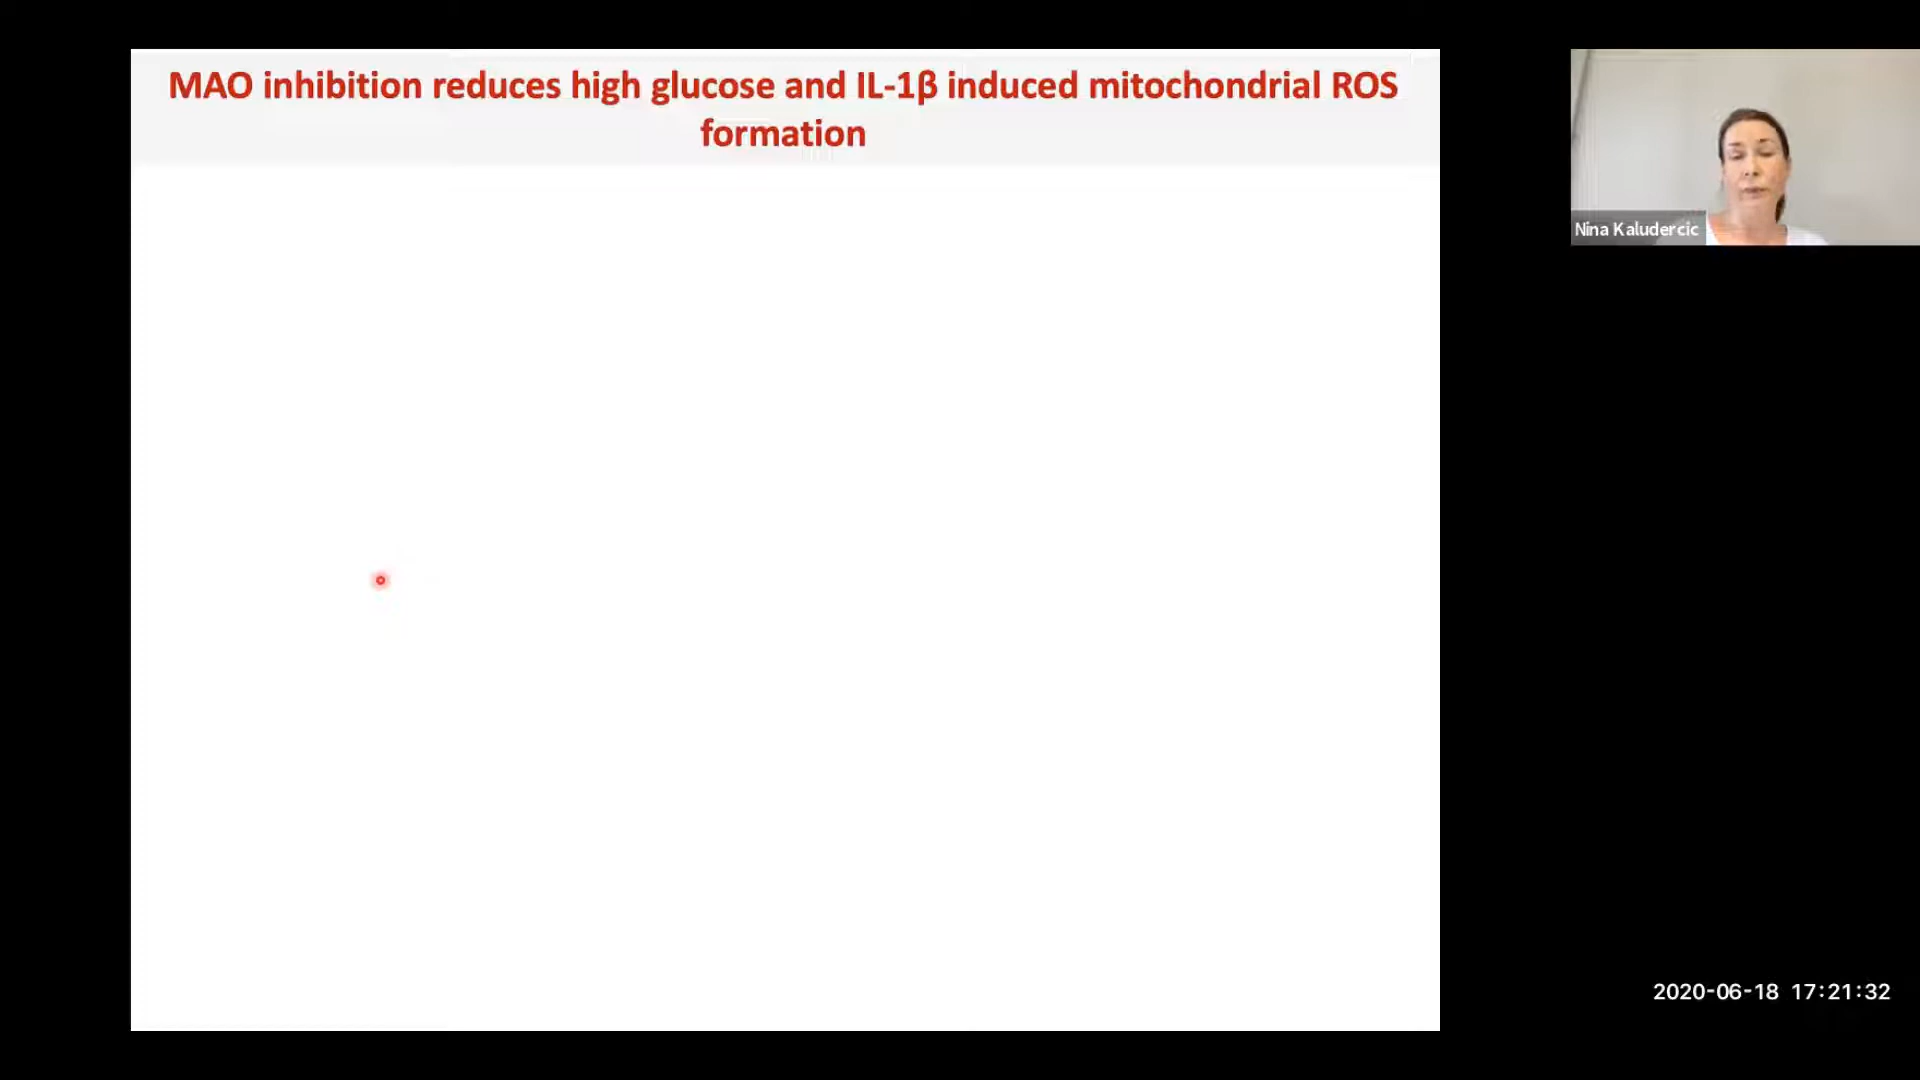 MAO inhibition reduces high glucose and IL-1β induced mitochondrial ROS
formation
Nina Kaludercic
2020-06-18 17:21:32